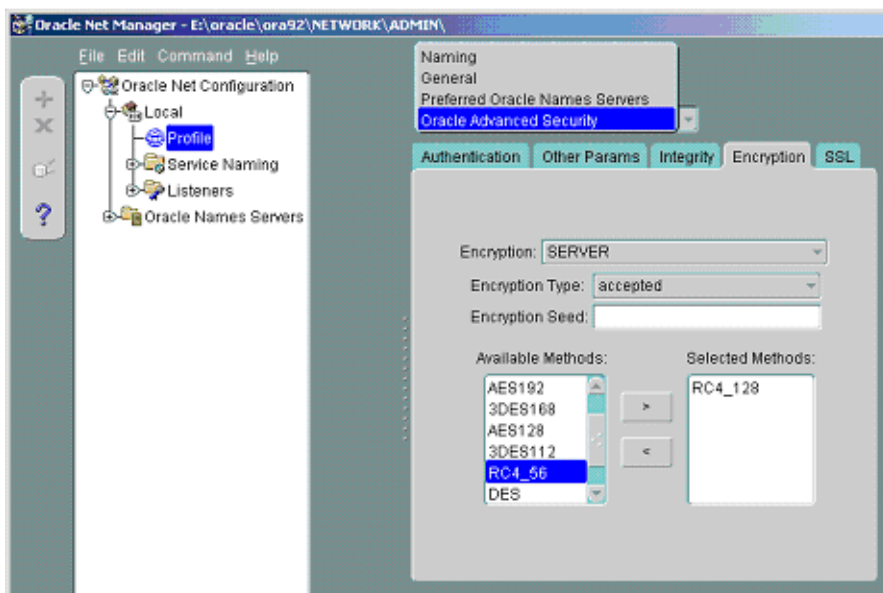 Oracle Net Manager - E:\oracle\ora92\NETWORK\ADMIN\
File Edit Command Help
Oracle Net Configuration
Local
Profile
Service Naming
Listeners
Oracle Names Servers
Naming
General
Preferred Oracle Names Servers
Oracle Advanced Security
Authentication Other Params Integrity Encryption SSL
Encryption: SERVER
Encryption Type: accepted
Encryption Seed:
Available Methods:
AES192
3DES168
AES128
3DES112
RC4_56
DES
>
<
Selected Methods:
RC4_128